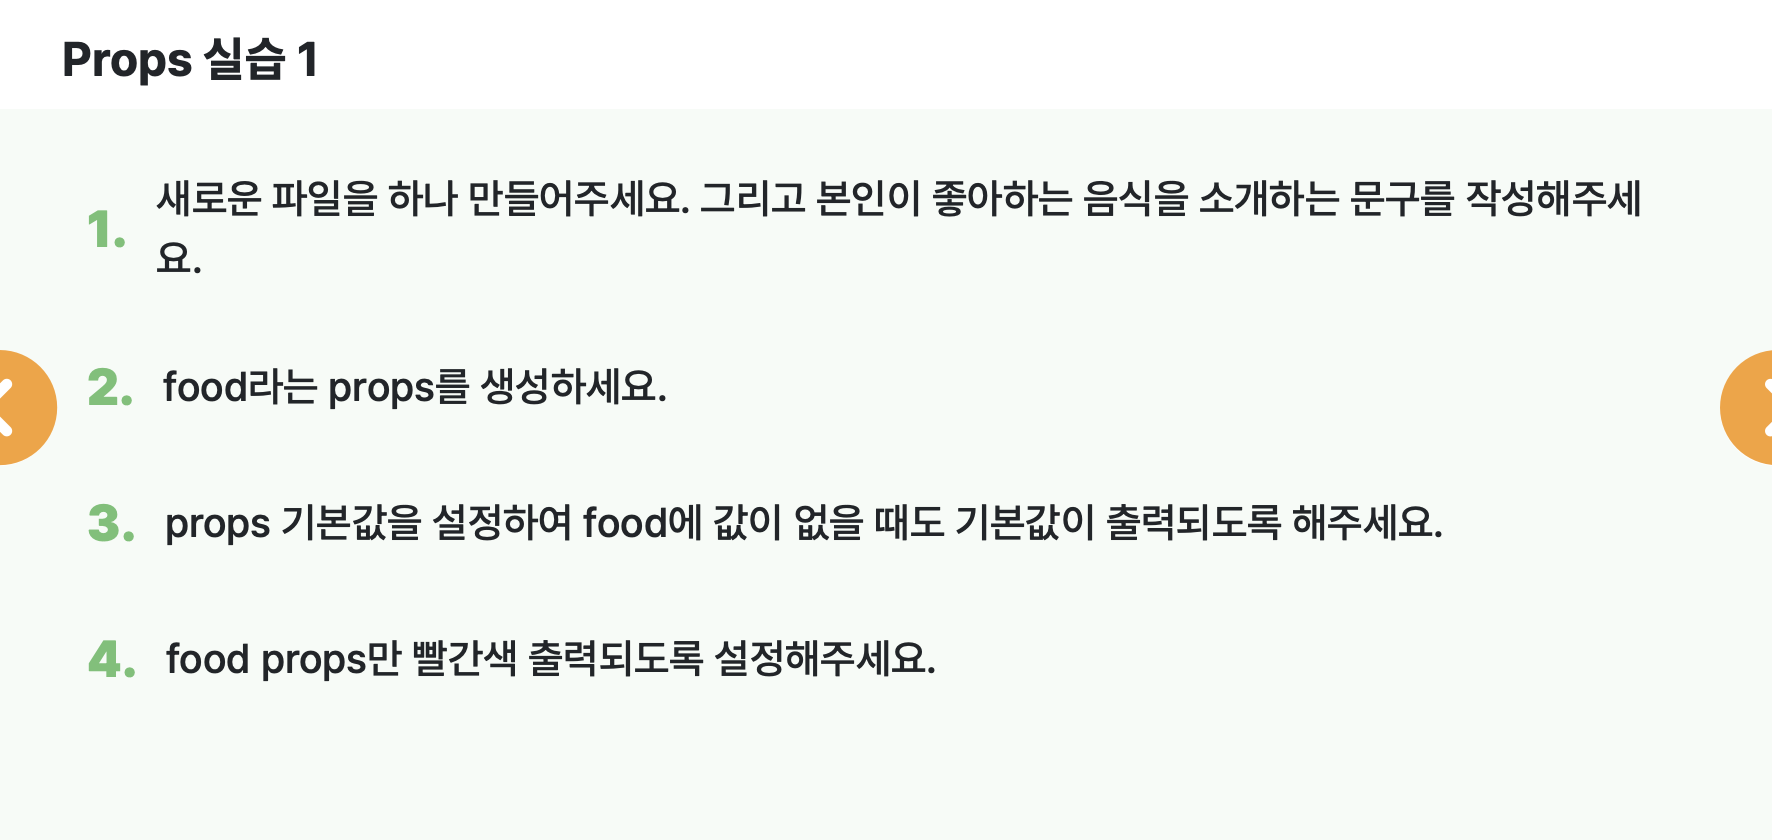 Props 실습 1
1. 새로운 파일을 하나 만들어주세요. 그리고 본인이 좋아하는 음식을 소개하는 문구를 작성해주세
요.
2. food라는 props를 생성하세요.
3. props 기본값을 설정하여 food에 값이 없을 때도 기본값이 출력되도록 해주세요.
4. food props만 빨간색 출력되도록 설정해주세요.